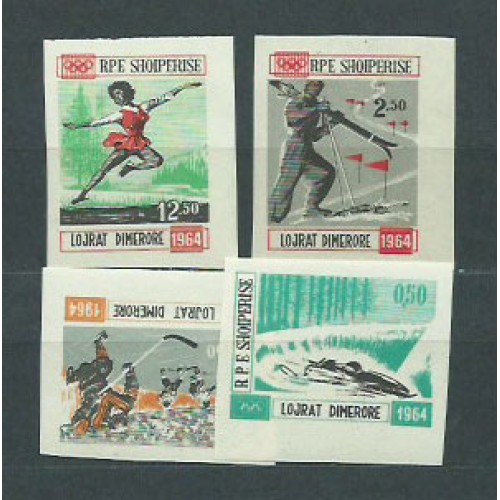 RPE SHQIPERISE
12.50
LOJRAT DIMERORE 1964
RPE SHQIPERISE
2.50
LOJRAT DIMERORE 1964
1964 LOJRAT DIMERORE
RPE SHQIPERISE
0,50
LOJRAT DIMERORE 1964